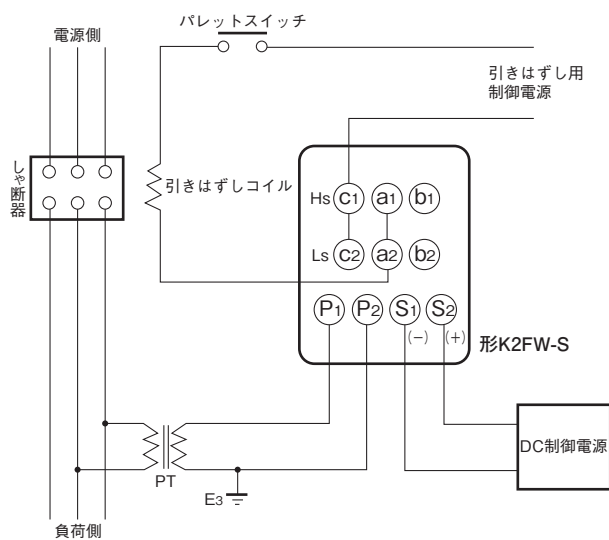 パレットスイッチ
電源側
引きはずし用
制御電源
しゃ断器
引きはずしコイル
Hs c1 a1 b1
Ls c2 a2 b2
P1 P2 S1 S2
(−) (+)
形K2FW-S
DC制御電源
PT
E3
負荷側